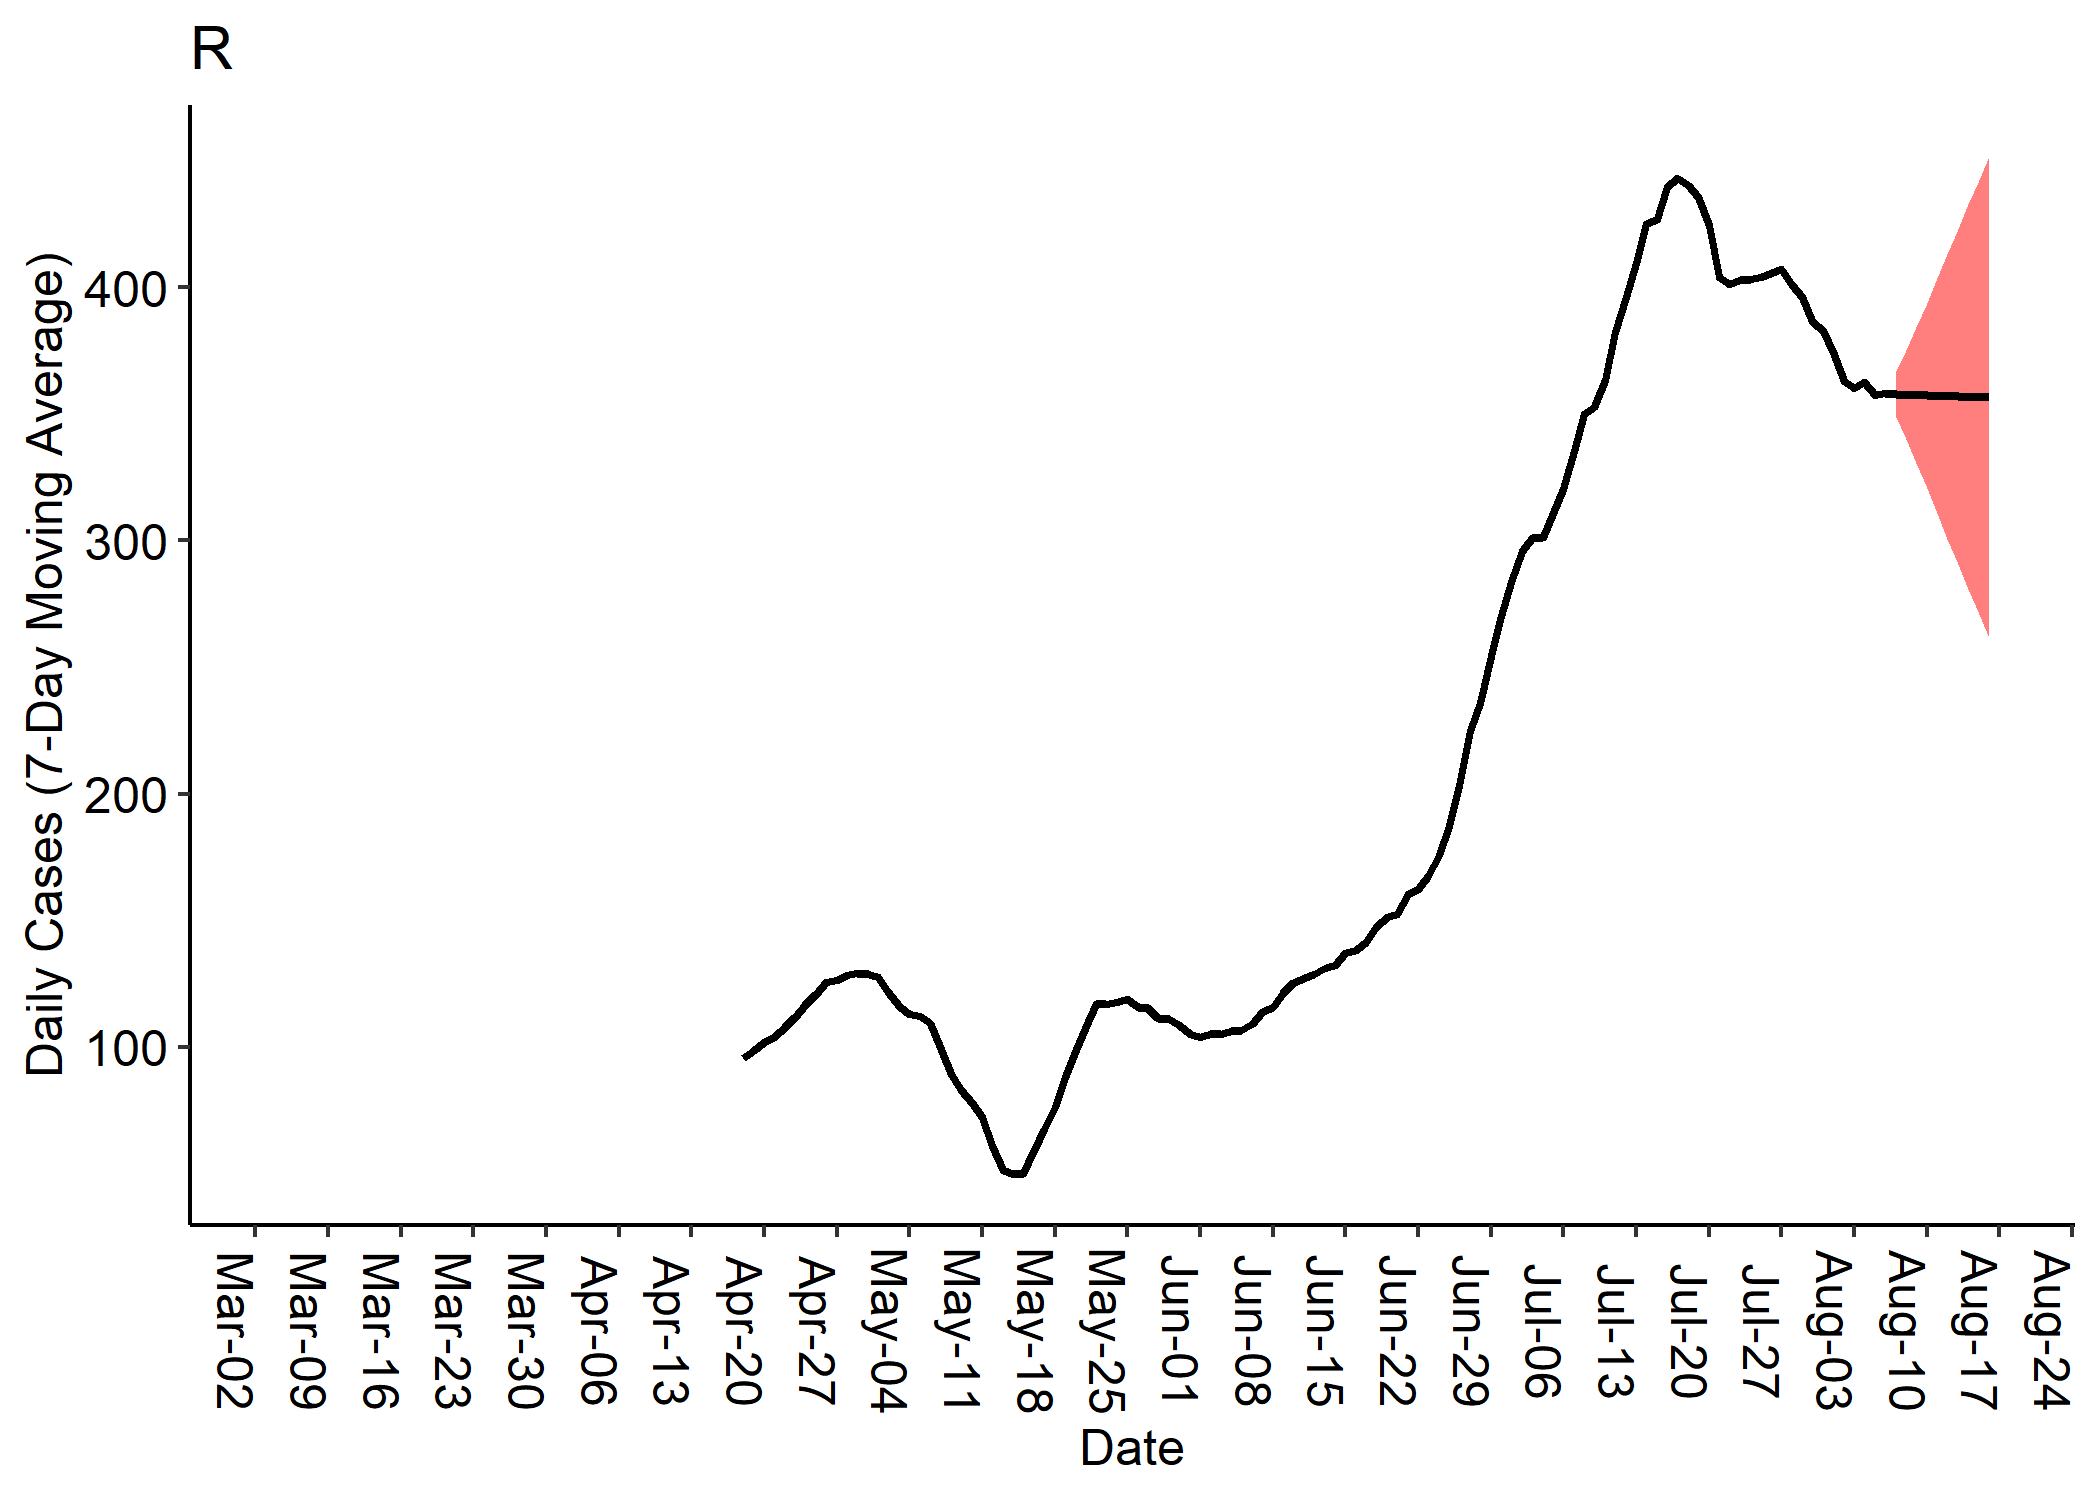 R
Daily Cases (7-Day Moving Average)
400
300
200
100
Mar-02
Mar-09
Mar-16
Mar-23
Mar-30
Apr-06
Apr-13
Apr-20
Apr-27
May-04
May-11
May-18
May-25
Jun-01
Jun-08
Jun-15
Jun-22
Jun-29
Jul-06
Jul-13
Jul-20
Jul-27
Aug-03
Aug-10
Aug-17
Aug-24
Date